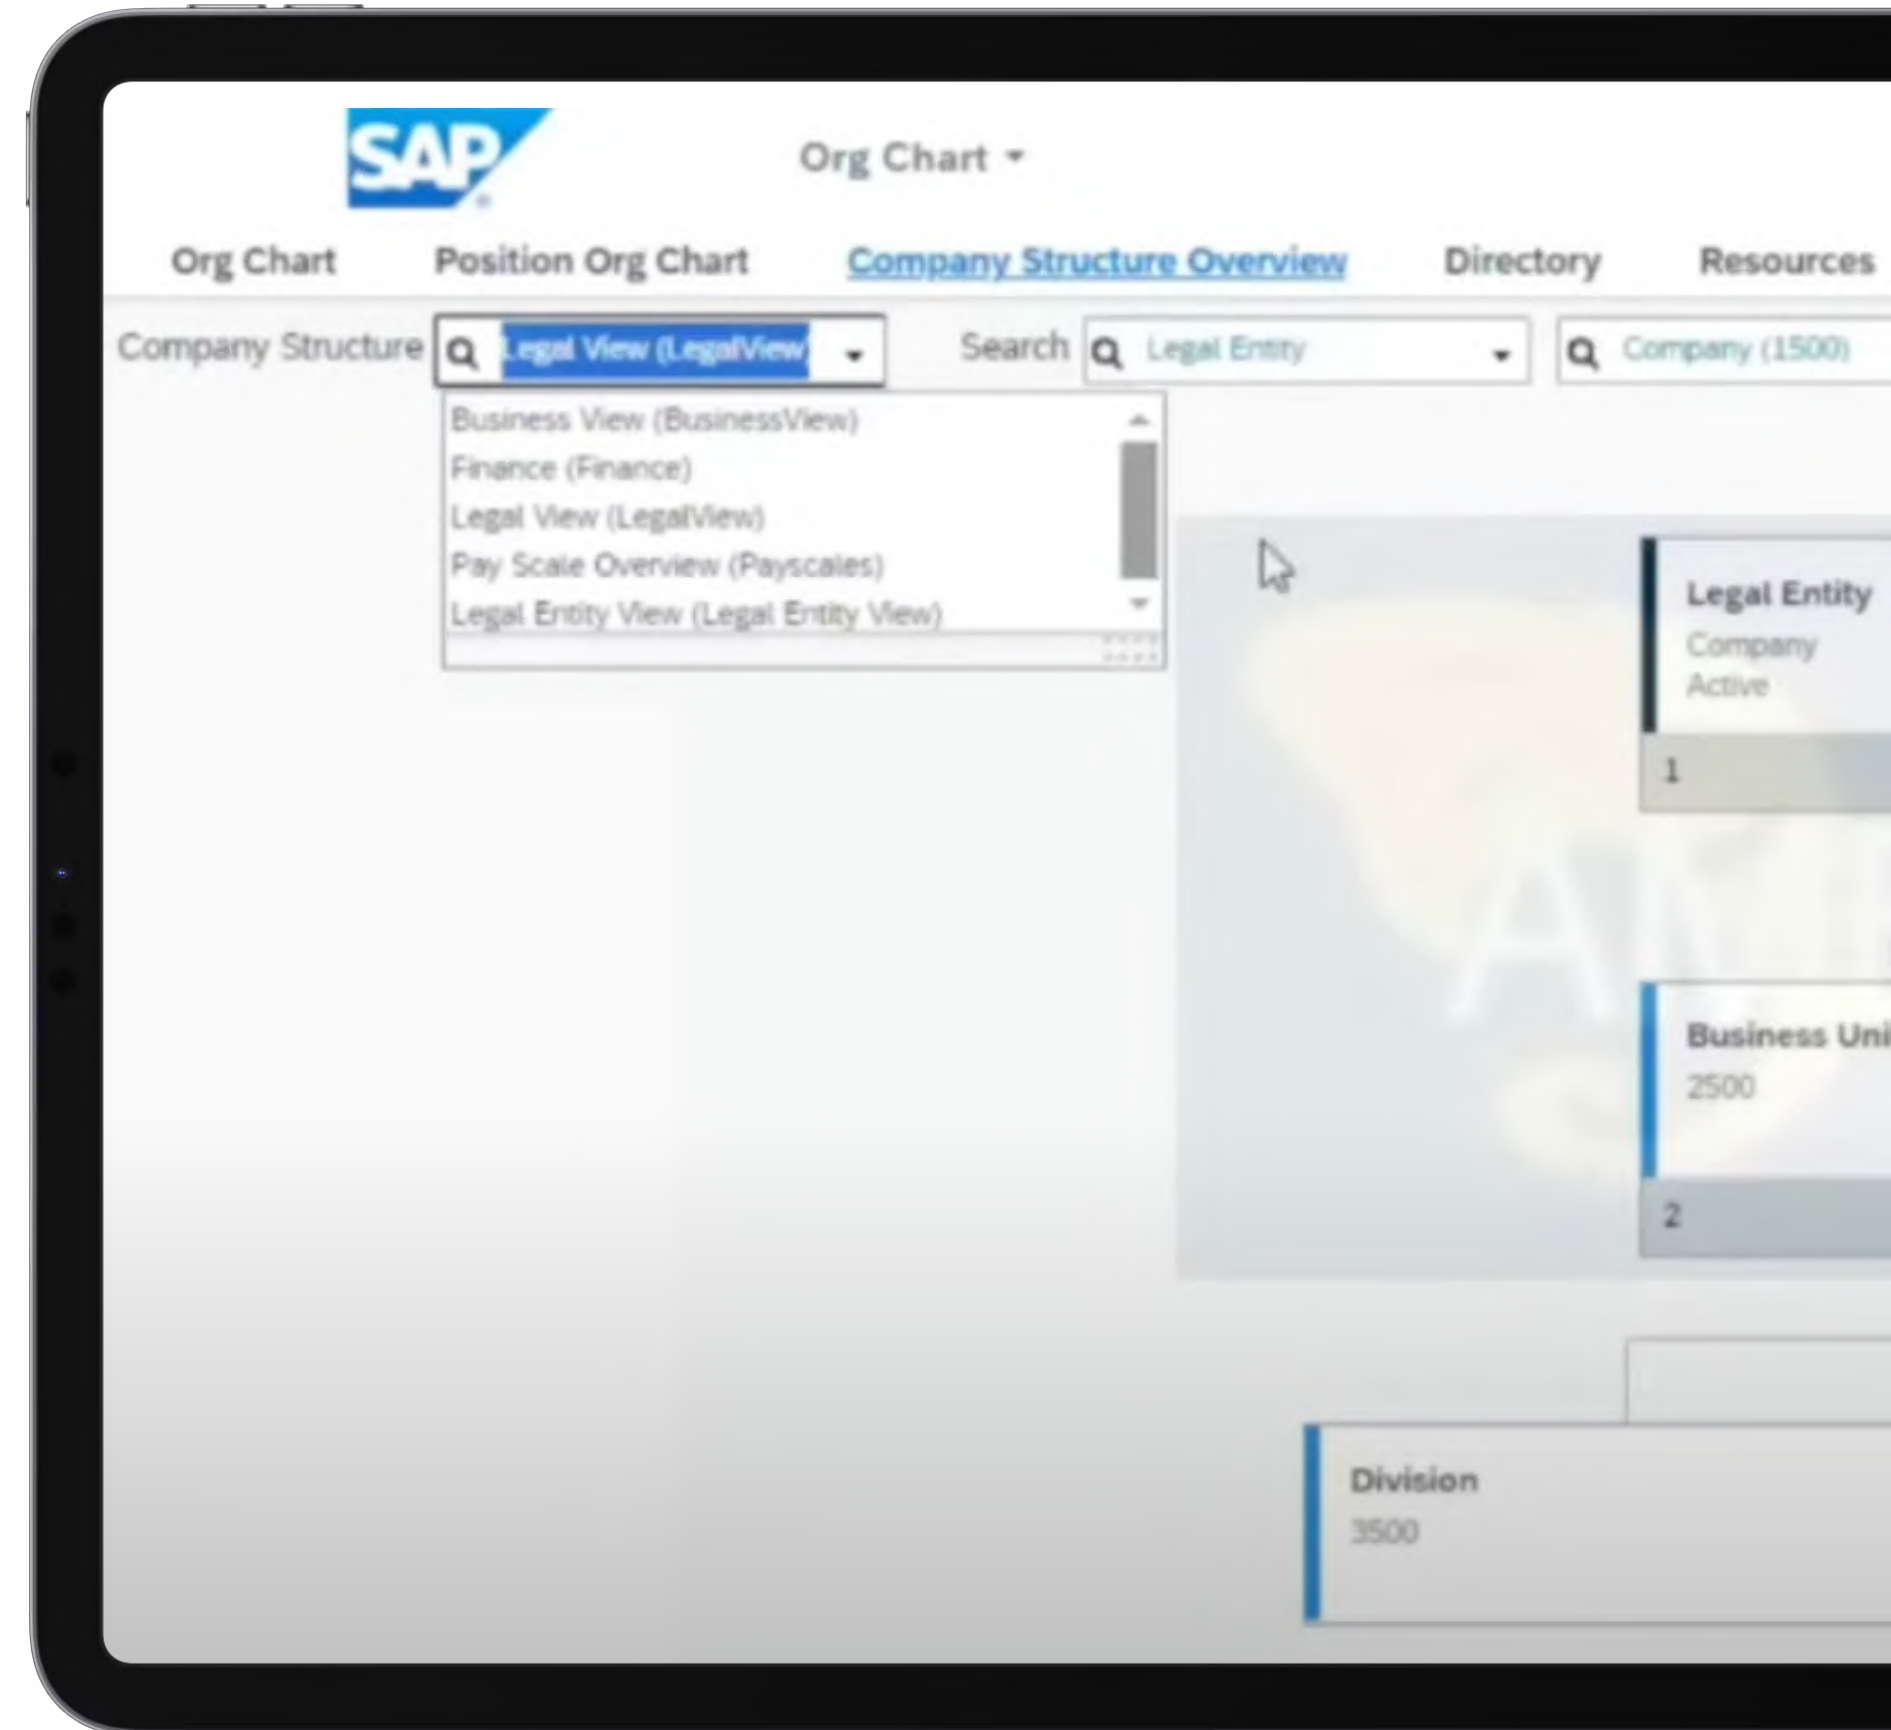 SAP
Org Chart
Org Chart Position Org Chart Company Structure Overview Directory Resources
Company Structure Legal View (LegalView) Search Legal Entity Company (1500)
Business View (BusinessView)
Finance (Finance)
Legal View (LegalView)
Pay Scale Overview (Payscales)
Legal Entity View (Legal Entity View)
Legal Entity
Company
Active
1
AM
Business Uni
2500
2
Division
3500